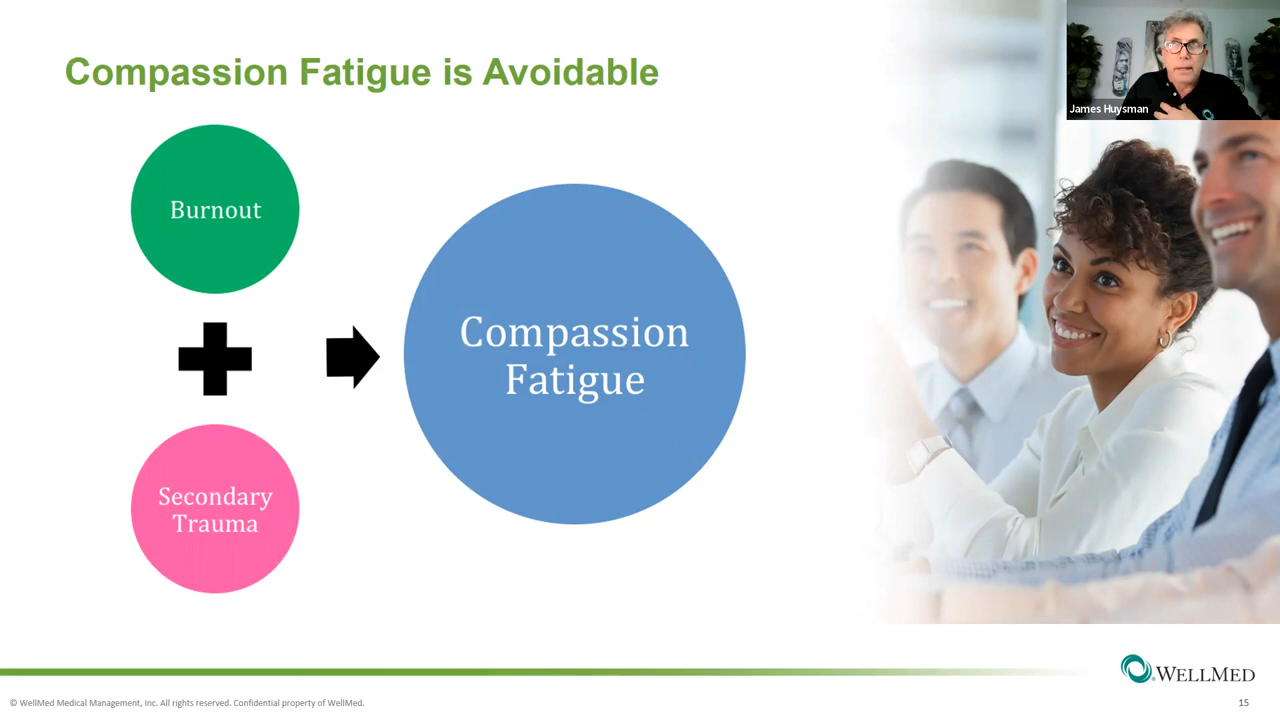 Compassion Fatigue is Avoidable
James Huysman
Burnout
Compassion
Fatigue
Secondary
Trauma
WELLMED
© WellMed Medical Management, Inc. All rights reserved. Confidential property of WellMed.
15